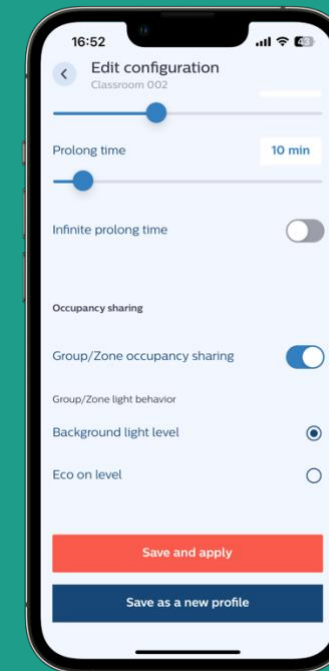 16:52
Edit configuration
Classroom 002
Prolong time
10 min
Infinite prolong time
Occupancy sharing
Group/Zone occupancy sharing
Group/Zone light behavior
Background light level
Eco on level
Save and apply
Save as a new profile